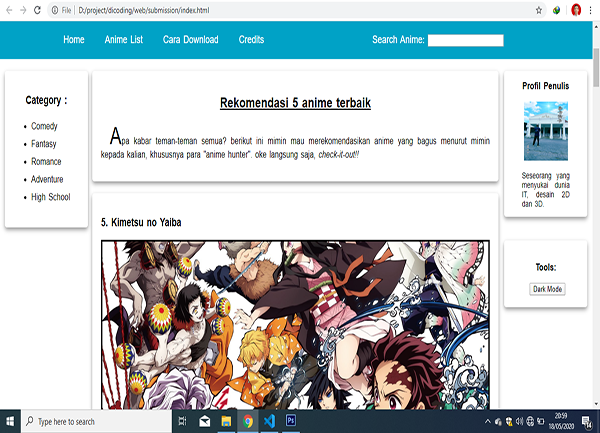 File | D:/project/dicoding/web/submission/index.html
Home Anime List Cara Download Credits Search Anime:
Category :
Comedy
Fantasy
Romance
Adventure
High School
Rekomendasi 5 anime terbaik
Apa kabar teman-teman semua? berikut ini mimin mau merekomendasikan anime yang bagus menurut mimin
kepada kalian, khususnya para "anime hunter". oke langsung saja, check-it-out!!
5. Kimetsu no Yaiba
Profil Penulis
Seseorang yang
menyukai dunia
IT, desain 2D
dan 3D.
Tools:
Dark Mode
Type here to search
20:59
18/05/2020